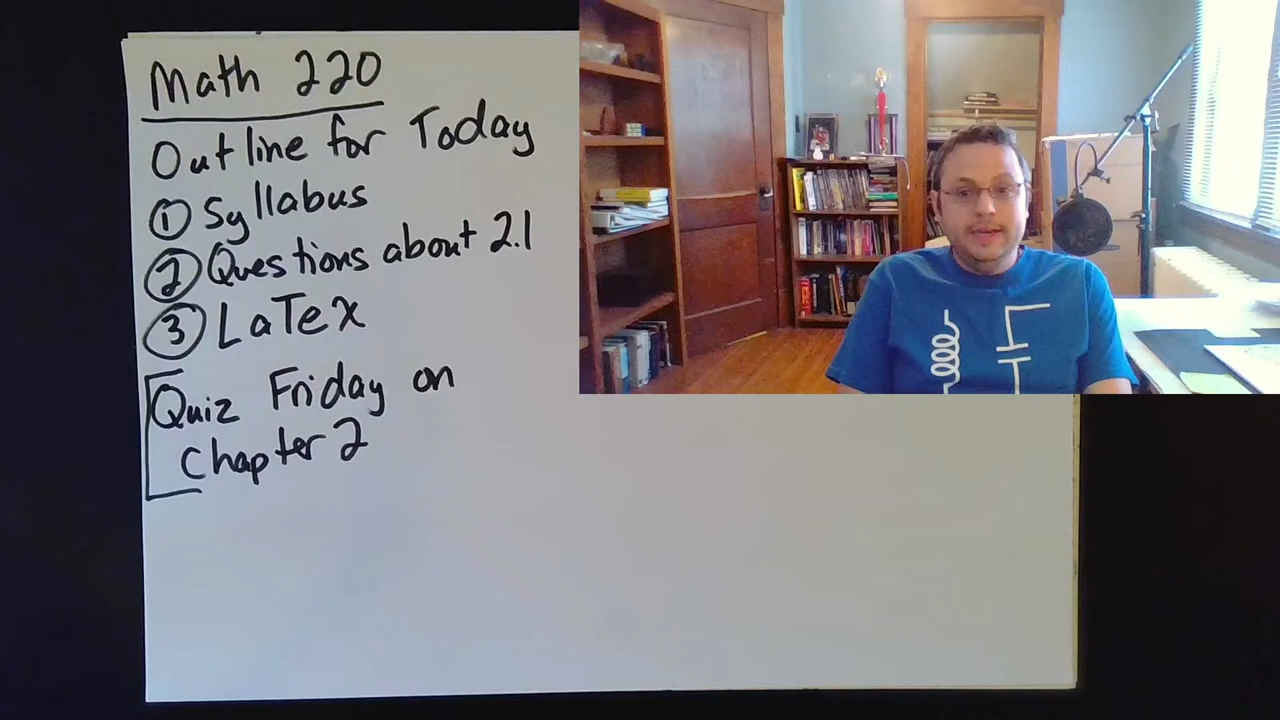 Math 220
Outline for Today
① Syllabus
② Questions about 2.1
③ LaTex
Quiz Friday on
Chapter 2